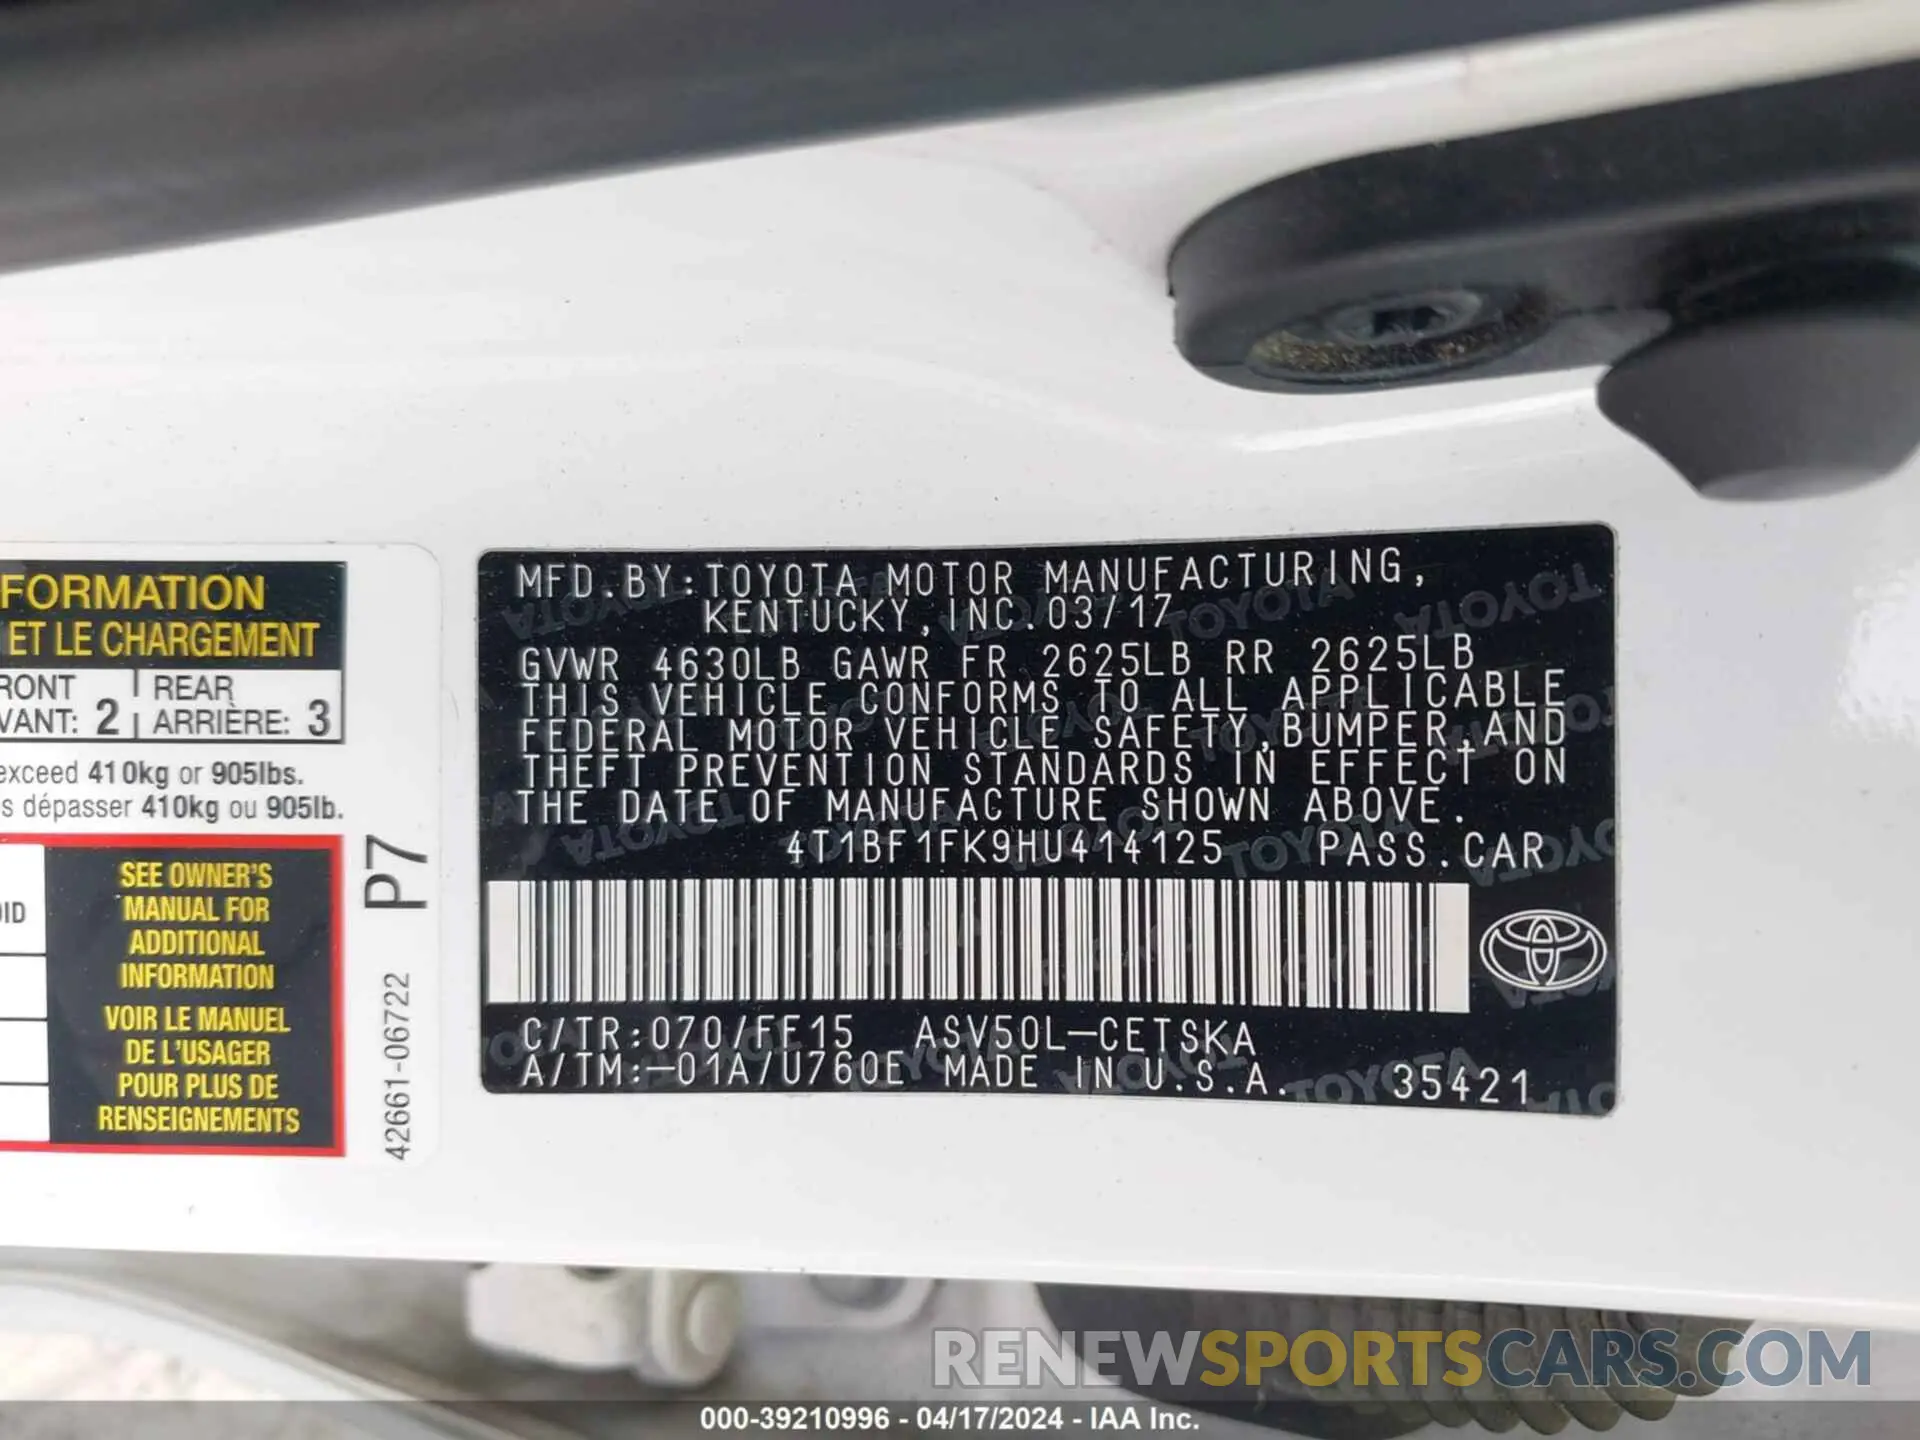 FORMATION
ET LE CHARGEMENT
RONT
VANT: 2
REAR
ARRIÈRE: 3
exceed 410kg or 905lbs.
s dépasser 410kg ou 905lb.
OID
SEE OWNER'S
MANUAL FOR
ADDITIONAL
INFORMATION
VOIR LE MANUEL
DE L'USAGER
POUR PLUS DE
RENSEIGNEMENTS
P7
42661-06722
MFD.BY:TOYOTA MOTOR MANUFACTURING,
KENTUCKY,INC.03/17
GVWR 4630LB GAWR FR 2625LB RR 2625LB
THIS VEHICLE CONFORMS TO ALL APPLICABLE
FEDERAL MOTOR VEHICLE SAFETY,BUMPER,AND
THEFT PREVENTION STANDARDS IN EFFECT ON
THE DATE OF MANUFACTURE SHOWN ABOVE.
4T1BF1FK9HU414125 PASS.CAR
C/TR:070/FE15 ASV50L-CETSKA
A/TM:-01A/U760E MADE IN U.S.A. 35421
RENEWSPORTSCARS.COM
000-39210996 - 04/17/2024 - IAA Inc.